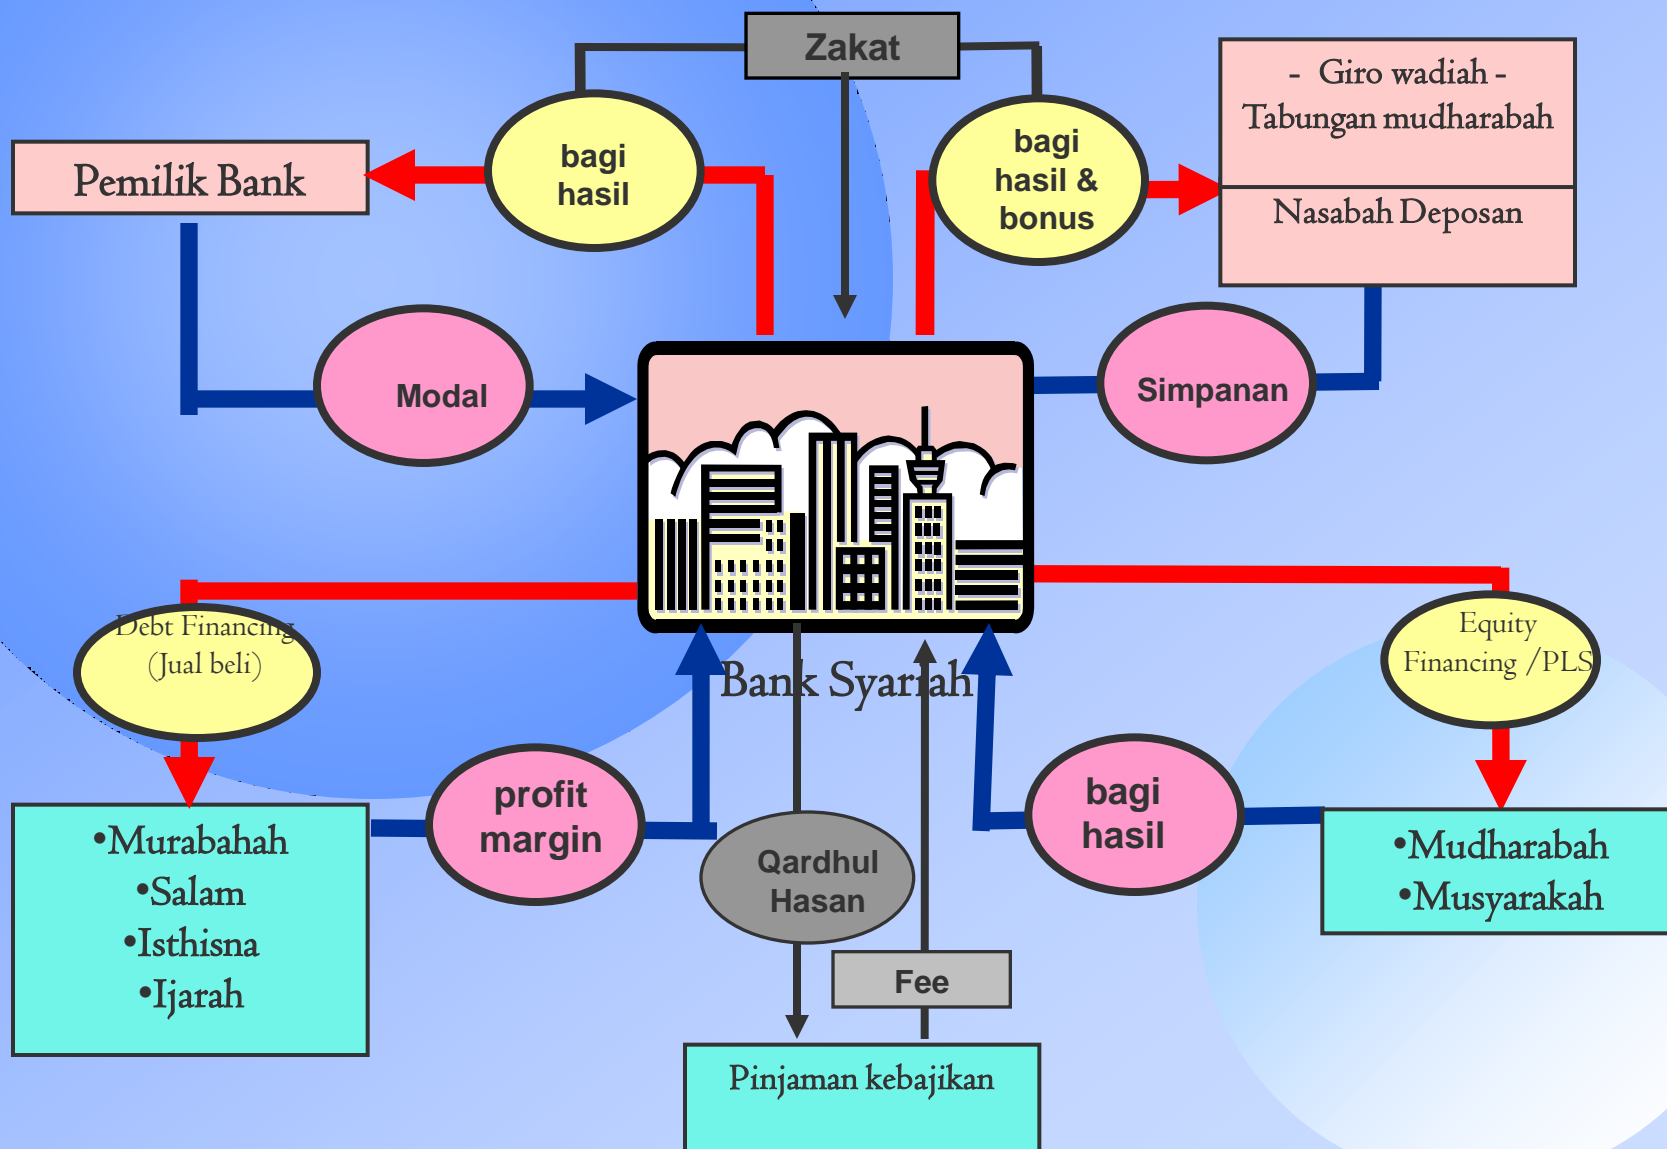 Zakat
- Giro wadiah -
Tabungan mudharabah
Nasabah Deposan
bagi
hasil
bagi
hasil &
bonus
Pemilik Bank
Modal
Simpanan
Debt Financing
(Jual beli)
Equity
Financing /PLS
Bank Syariah
profit
margin
bagi
hasil
•Murabahah
•Salam
•Isthisna
•Ijarah
Qardhul
Hasan
•Mudharabah
•Musyarakah
Fee
Pinjaman kebajikan